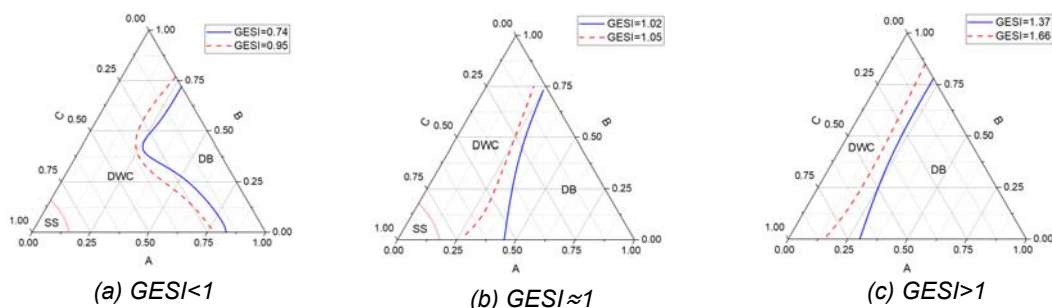 1.00
GESI=0.74
GESI=0.95
0.25
0.75
C
B
0.50
0.50
DB
0.75
DWC
0.25
SS
1.00
0.00
0.00
0.25
0.50
0.75
1.00
A
(a) GESI<1
1.00
GESI=1.02
GESI=1.05
0.25
0.75
C
B
0.50
DWC
0.50
0.75
DB
0.25
SS
1.00
0.00
0.00
0.25
0.50
0.75
1.00
A
(b) GESI≈1
1.00
GESI=1.37
GESI=1.66
0.25
0.75
C
B
0.50
DWC
0.50
0.75
DB
0.25
1.00
0.00
0.00
0.25
0.50
0.75
1.00
A
(c) GESI>1